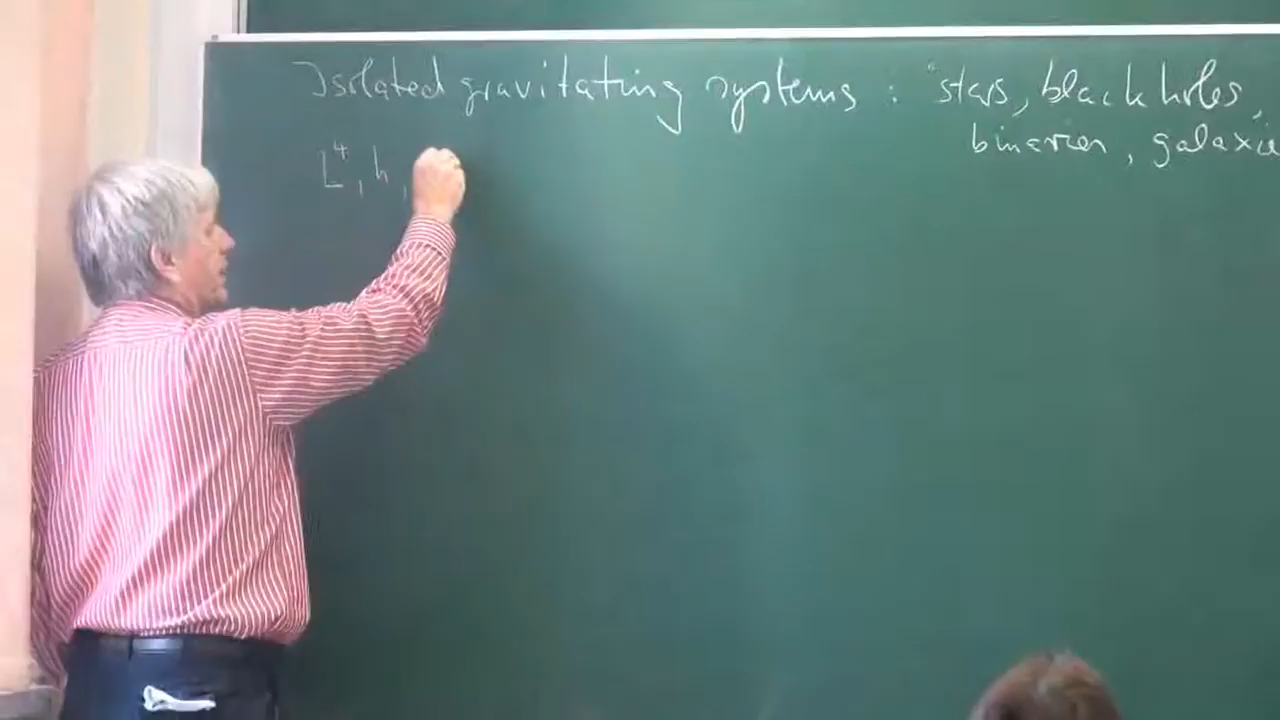 Isolated gravitating systems : "stars, black holes,
binaries, galaxie
L⁴, h,